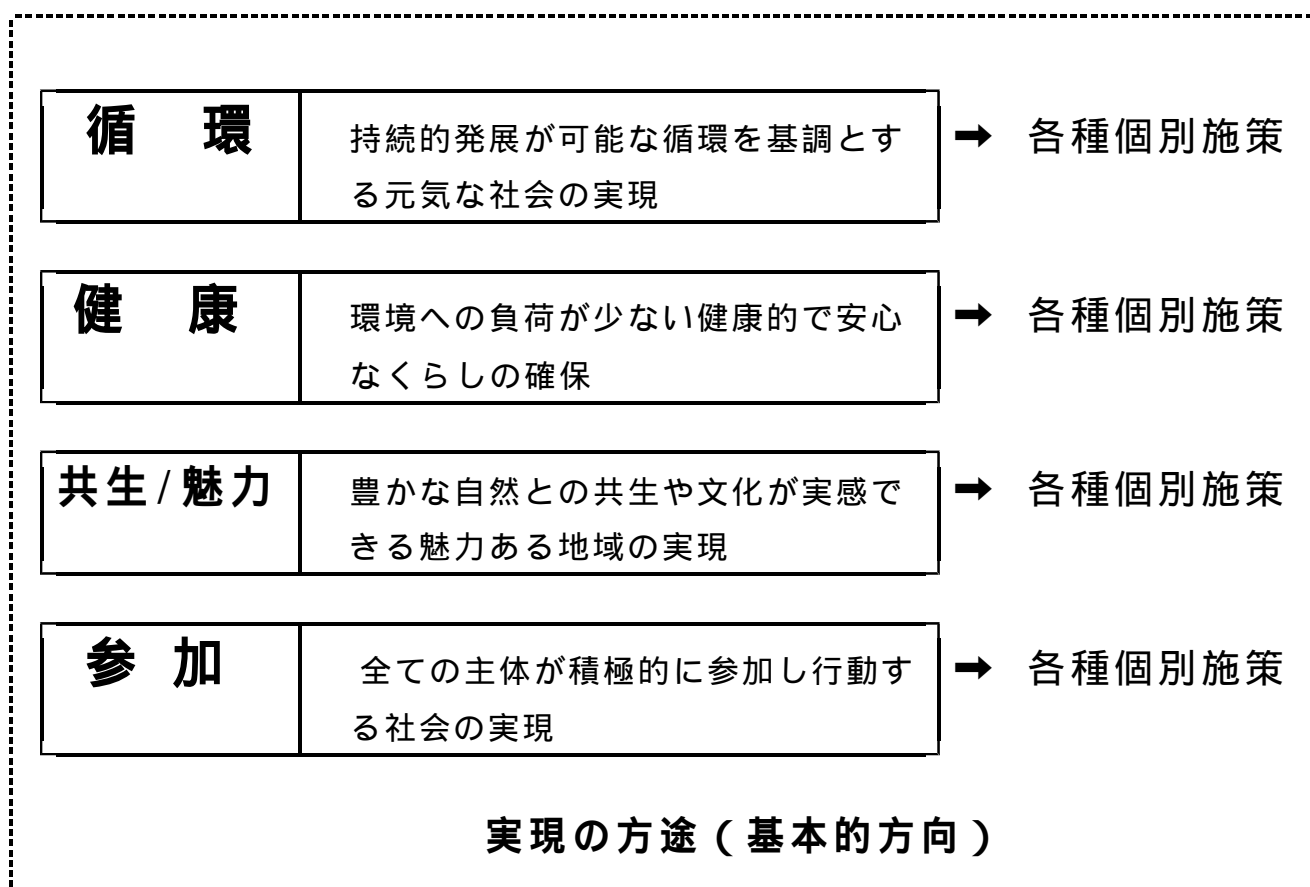 循　環
持続的発展が可能な循環を基調とす
る元気な社会の実現
➡ 各種個別施策
健　康
環境への負荷が少ない健康的で安心
なくらしの確保
➡ 各種個別施策
共生/魅力
豊かな自然との共生や文化が実感で
きる魅力ある地域の実現
➡ 各種個別施策
参 加
全ての主体が積極的に参加し行動す
る社会の実現
➡ 各種個別施策
実現の方途（基本的方向）